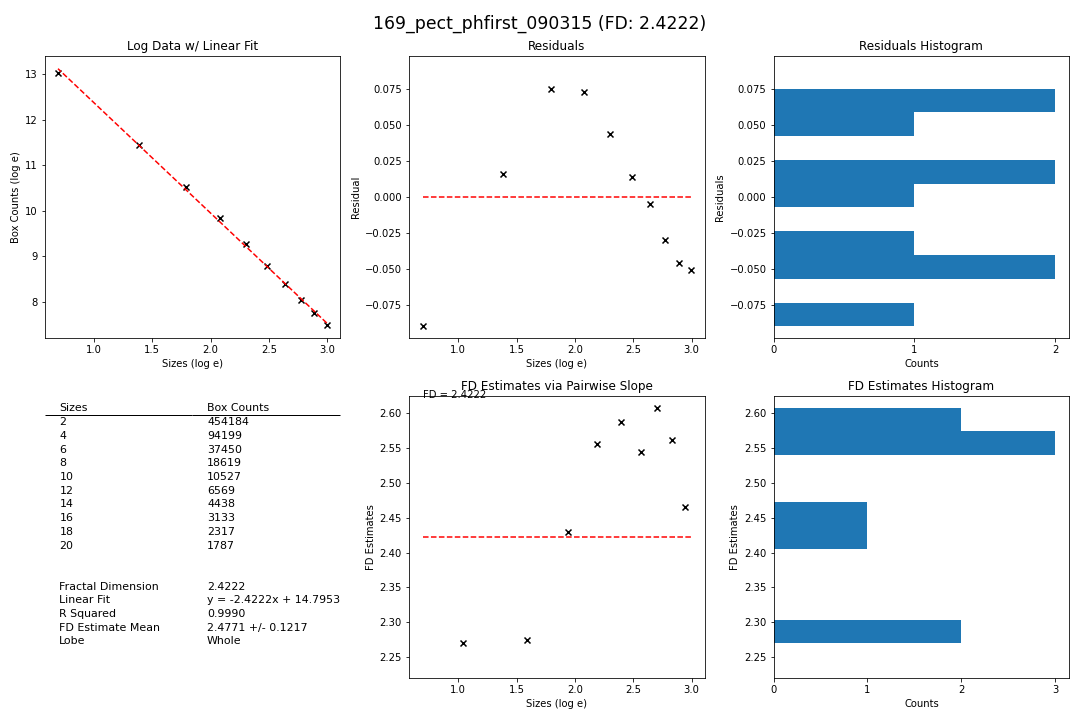 169_pect_phfirst_090315 (FD: 2.4222)
Log Data w/ Linear Fit
Box Counts (log e)
13
12
11
10
9
8
1.0 1.5 2.0 2.5 3.0
Sizes (log e)
Residuals
Residual
0.075
0.050
0.025
0.000
−0.025
−0.050
−0.075
1.0 1.5 2.0 2.5 3.0
Sizes (log e)
Residuals Histogram
Residuals
0.075
0.050
0.025
0.000
−0.025
−0.050
−0.075
0 1 2
Counts
Sizes Box Counts
2 454184
4 94199
6 37450
8 18619
10 10527
12 6569
14 4438
16 3133
18 2317
20 1787
Fractal Dimension 2.4222
Linear Fit y = -2.4222x + 14.7953
R Squared 0.9990
FD Estimate Mean 2.4771 +/- 0.1217
Lobe Whole
FD Estimates via Pairwise Slope
FD = 2.4222
FD Estimates
2.60
2.55
2.50
2.45
2.40
2.35
2.30
2.25
1.0 1.5 2.0 2.5 3.0
Sizes (log e)
FD Estimates Histogram
FD Estimates
2.60
2.55
2.50
2.45
2.40
2.35
2.30
2.25
0 1 2 3
Counts